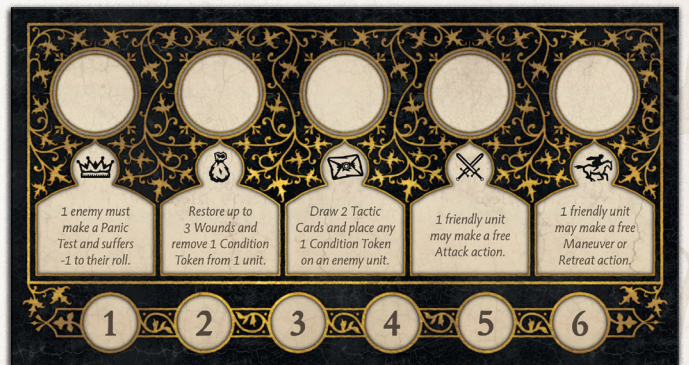 1 enemy must
make a Panic
Test and suffers
-1 to their roll.
Restore up to
3 Wounds and
remove 1 Condition
Token from 1 unit.
Draw 2 Tactic
Cards and place any
1 Condition Token
on an enemy unit.
1 friendly unit
may make a free
Attack action.
1 friendly unit
may make a free
Maneuver or
Retreat action.
1 2 3 4 5 6